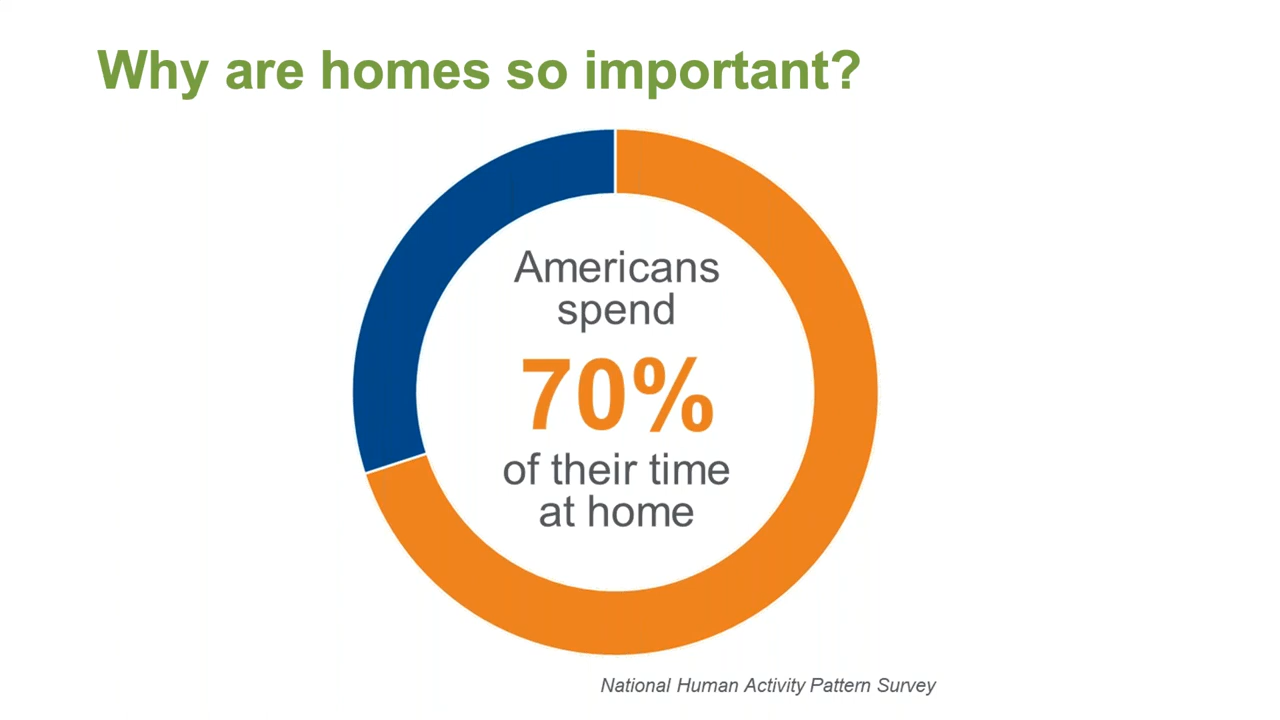 Why are homes so important?
Americans
spend
70%
of their time
at home
National Human Activity Pattern Survey